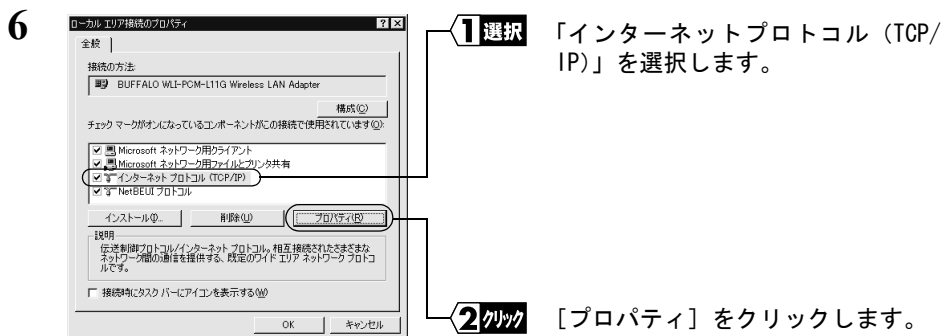 6
ローカル エリア接続のプロパティ
全般
接続の方法:
BUFFALO WLI-PCM-L11G Wireless LAN Adapter
構成(C)
チェック マークがオンになっているコンポーネントがこの接続で使用されています(O):
Microsoft ネットワーク用クライアント
Microsoft ネットワーク用ファイルとプリンタ共有
インターネット プロトコル (TCP/IP)
NetBEUI プロトコル
インストール(I)...
削除(U)
プロパティ(R)
説明
伝送制御プロトコル/インターネット プロトコル。相互接続されたさまざまな
ネットワーク間の通信を提供する、既定のワイド エリア ネットワーク プロトコ
ルです。
接続時にタスク バーにアイコンを表示する(W)
OK
キャンセル
1 選択
「インターネットプロトコル (TCP/
IP)」を選択します。
2 クリック
[プロパティ] をクリックします。